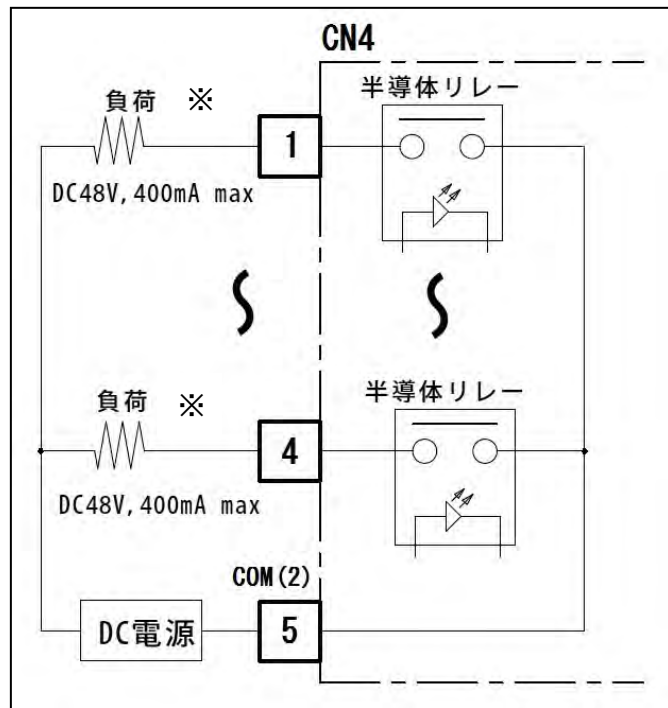 CN4
半導体リレー
負荷 ※
1
DC48V, 400mA max
半導体リレー
負荷 ※
4
DC48V, 400mA max
COM(2)
DC電源
5